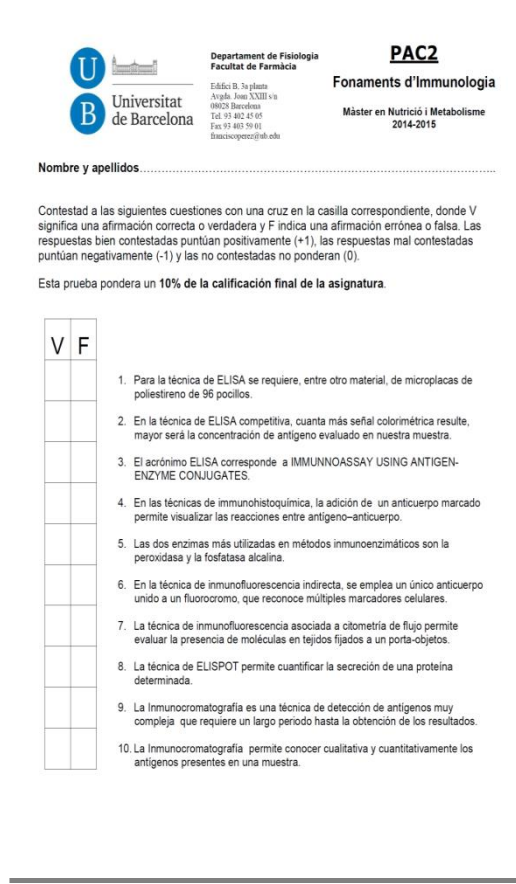 U
B
Universitat
de Barcelona
Departament de Fisiologia
Facultat de Farmàcia
Edifici B, 3a planta
Avgda. Joan XXIII s/n
08028 Barcelona
Tel. 93 402 45 05
Fax 93 403 59 01
franciscoperez@ub.edu
PAC2
Fonaments d’Immunologia
Màster en Nutrició i Metabolisme
2014-2015
Nombre y apellidos……………………………………………………………………………………..
Contestad a las siguientes cuestiones con una cruz en la casilla correspondiente, donde V
significa una afirmación correcta o verdadera y F indica una afirmación errónea o falsa. Las
respuestas bien contestadas puntúan positivamente (+1), las respuestas mal contestadas
puntúan negativamente (-1) y las no contestadas no ponderan (0).
Esta prueba pondera un 10% de la calificación final de la asignatura.
V F
1. Para la técnica de ELISA se requiere, entre otro material, de microplacas de
poliestireno de 96 pocillos.
2. En la técnica de ELISA competitiva, cuanta más señal colorimétrica resulte,
mayor será la concentración de antígeno evaluado en nuestra muestra.
3. El acrónimo ELISA corresponde a IMMUNNOASSAY USING ANTIGEN-
ENZYME CONJUGATES.
4. En las técnicas de immunohistoquímica, la adición de un anticuerpo marcado
permite visualizar las reacciones entre antígeno–anticuerpo.
5. Las dos enzimas más utilizadas en métodos inmunoenzimáticos son la
peroxidasa y la fosfatasa alcalina.
6. En la técnica de inmunofluorescencia indirecta, se emplea un único anticuerpo
unido a un fluorocromo, que reconoce múltiples marcadores celulares.
7. La técnica de inmunofluorescencia asociada a citometría de flujo permite
evaluar la presencia de moléculas en tejidos fijados a un porta-objetos.
8. La técnica de ELISPOT permite cuantificar la secreción de una proteína
determinada.
9. La Inmunocromatografía es una técnica de detección de antígenos muy
compleja que requiere un largo periodo hasta la obtención de los resultados.
10. La Inmunocromatografía permite conocer cualitativa y cuantitativamente los
antígenos presentes en una muestra.